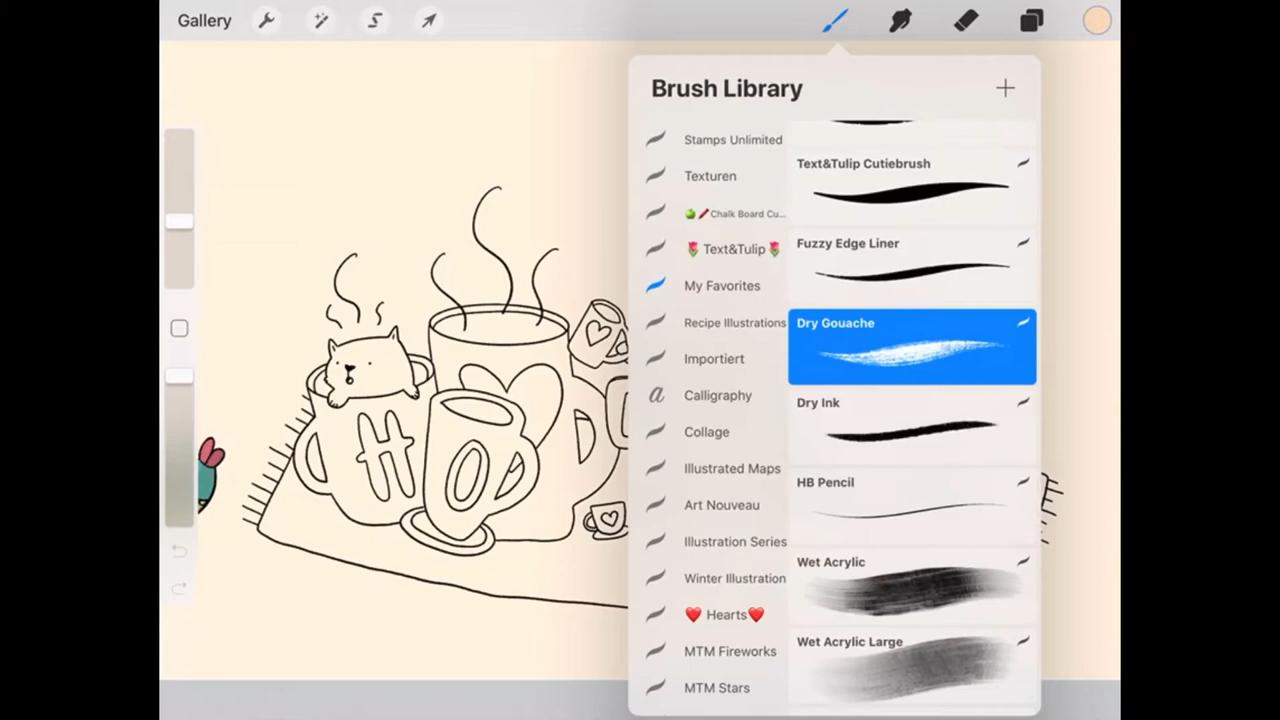 Gallery
Brush Library
Stamps Unlimited
Texturen
🍏🖍️Chalk Board Cu...
🌷Text&Tulip🌷
My Favorites
Recipe Illustrations
Importiert
Calligraphy
Collage
Illustrated Maps
Art Nouveau
Illustration Series
Winter Illustration
❤️ Hearts❤️
MTM Fireworks
MTM Stars
Text&Tulip Cutiebrush
Fuzzy Edge Liner
Dry Gouache
Dry Ink
HB Pencil
Wet Acrylic
Wet Acrylic Large
H O